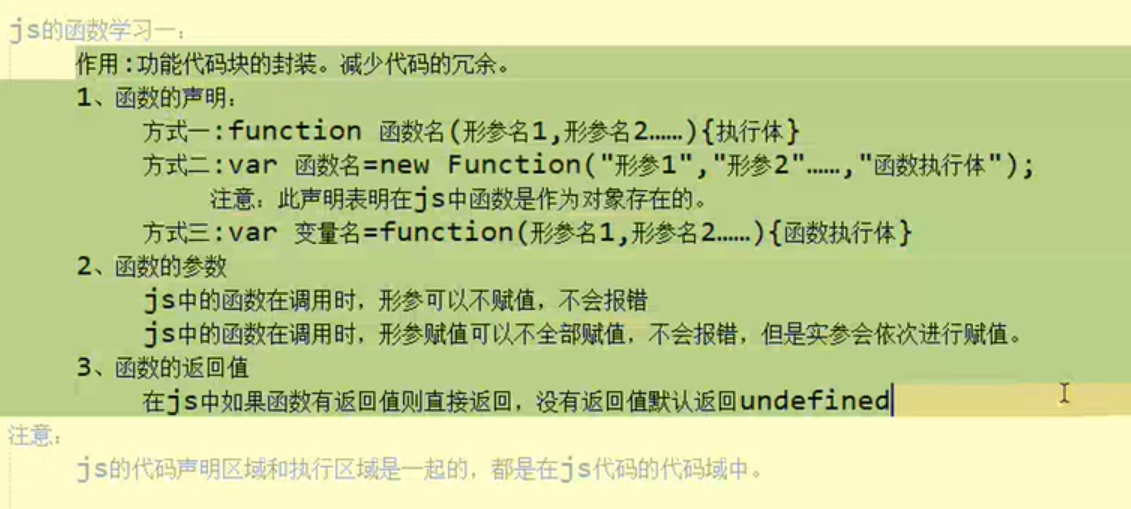 js的函数学习一:
作用:功能代码块的封装。减少代码的冗余。
1、函数的声明:
方式一:function 函数名(形参名1,形参名2……){执行体}
方式二:var 函数名=new Function("形参1","形参2"……,"函数执行体");
注意: 此声明表明在js中函数是作为对象存在的。
方式三:var 变量名=function(形参名1,形参名2……){函数执行体}
2、函数的参数
js中的函数在调用时，形参可以不赋值，不会报错
js中的函数在调用时，形参赋值可以不全部赋值，不会报错，但是实参会依次进行赋值。
3、函数的返回值
在js中如果函数有返回值则直接返回，没有返回值默认返回undefined
注意:
js的代码声明区域和执行区域是一起的，都是在js代码的代码域中。